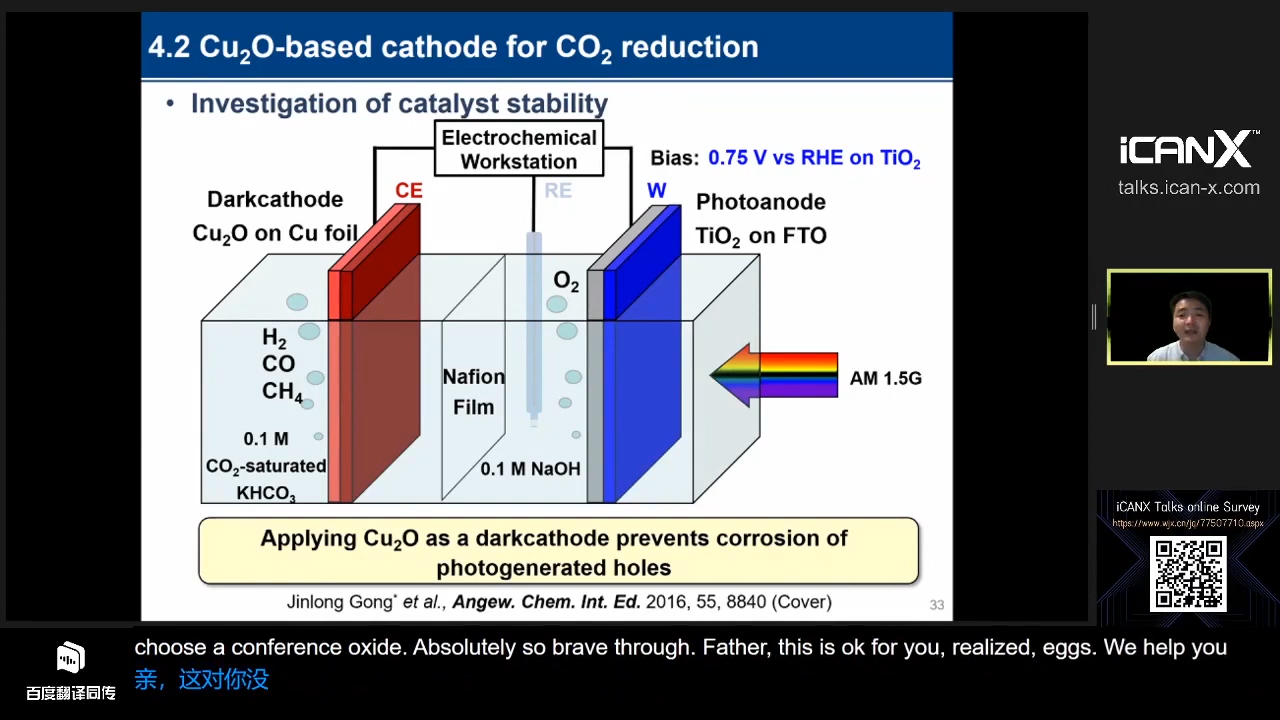 4.2 Cu₂O-based cathode for CO₂ reduction
• Investigation of catalyst stability
Electrochemical
Workstation
Bias: 0.75 V vs RHE on TiO₂
CE
RE
W
Darkcathode
Cu₂O on Cu foil
Photoanode
TiO₂ on FTO
O₂
H₂
CO
CH₄
Nafion
Film
AM 1.5G
0.1 M
CO₂-saturated
KHCO₃
0.1 M NaOH
Applying Cu₂O as a darkcathode prevents corrosion of
photogenerated holes
Jinlong Gong* et al., Angew. Chem. Int. Ed. 2016, 55, 8840 (Cover)
33
iCANX™
talks.ican-x.com
iCANX Talks online Survey
https://www.wjx.cn/jq/77507710.aspx
百度翻译同传
choose a conference oxide. Absolutely so brave through. Father, this is ok for you, realized, eggs. We help you
亲，这对你没